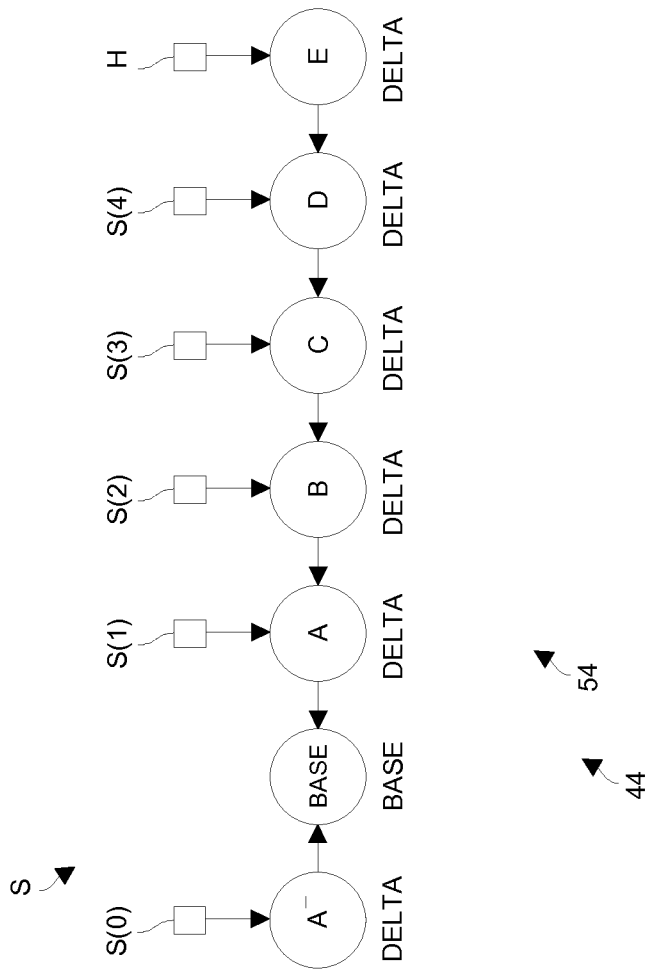 S
S(0) S(1) S(2) S(3) S(4) H
A‾ BASE A B C D E
DELTA BASE DELTA DELTA DELTA DELTA DELTA
54
44